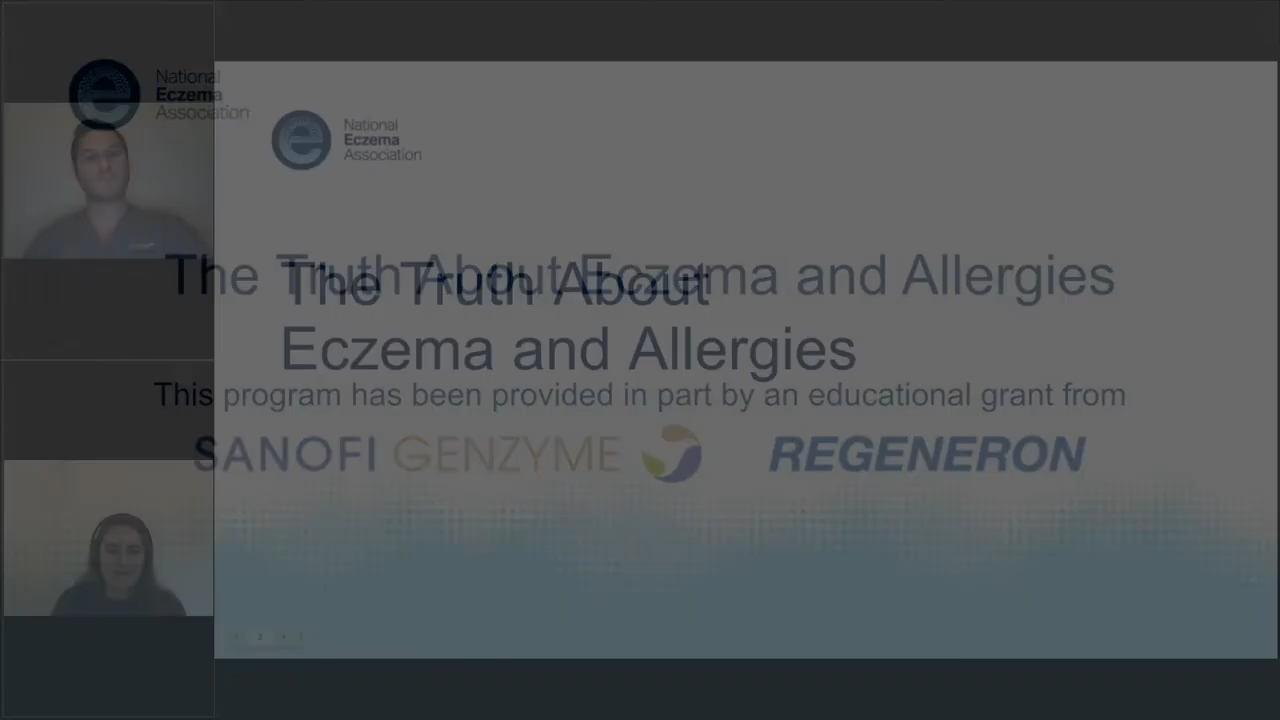 National
Eczema
Association
National
Eczema
Association
The Truth About Eczema and Allergies
The Truth About
Eczema and Allergies
This program has been provided in part by an educational grant from
SANOFI GENZYME
REGENERON
2